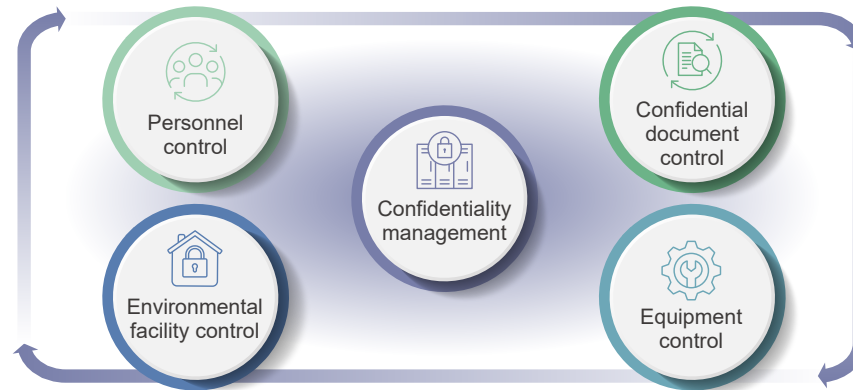 Personnel
control
Confidential
document
control
Confidentiality
management
Environmental
facility control
Equipment
control